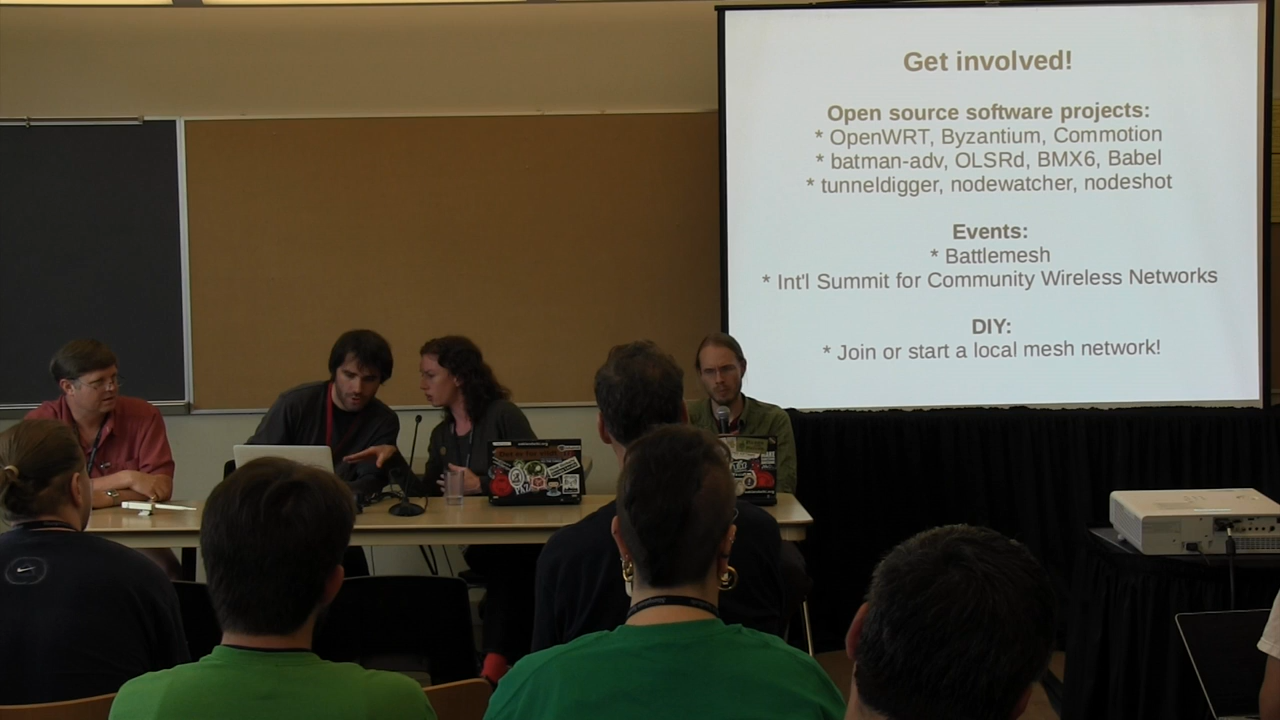 Get involved!
Open source software projects:
* OpenWRT, Byzantium, Commotion
* batman-adv, OLSRd, BMX6, Babel
* tunneldigger, nodewatcher, nodeshot
Events:
* Battlemesh
* Int'l Summit for Community Wireless Networks
DIY:
* Join or start a local mesh network!